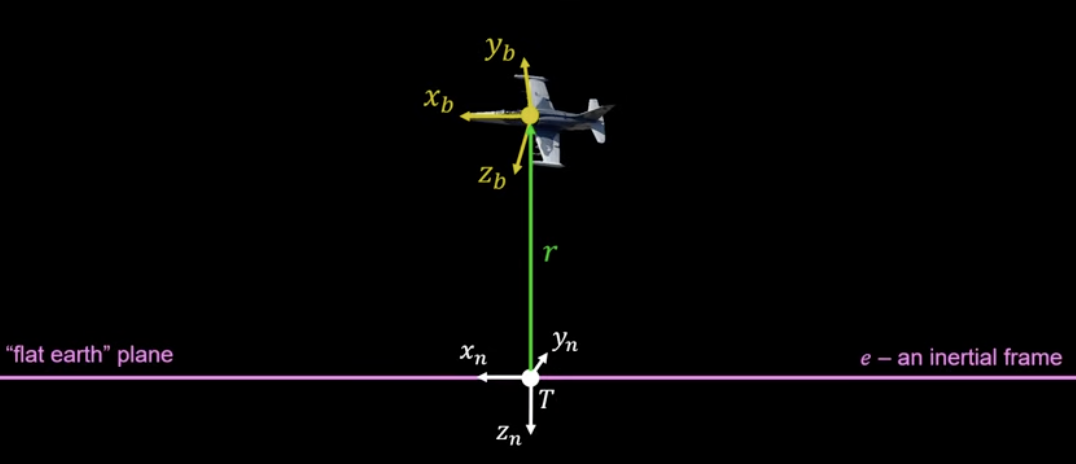 y_b
x_b
z_b
r
"flat earth" plane
x_n
y_n
e – an inertial frame
T
z_n